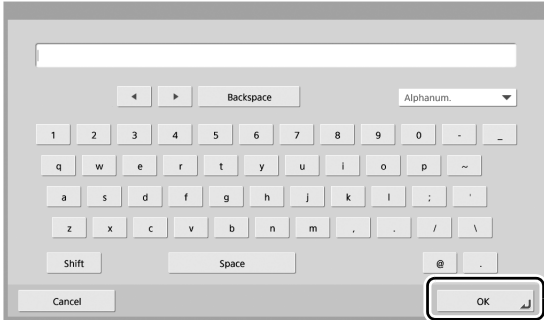 Backspace Alphanum.
1 2 3 4 5 6 7 8 9 0 - _
q w e r t y u i o p ~
a s d f g h j k l ; '
z x c v b n m , . / \
Shift Space @ .
Cancel OK